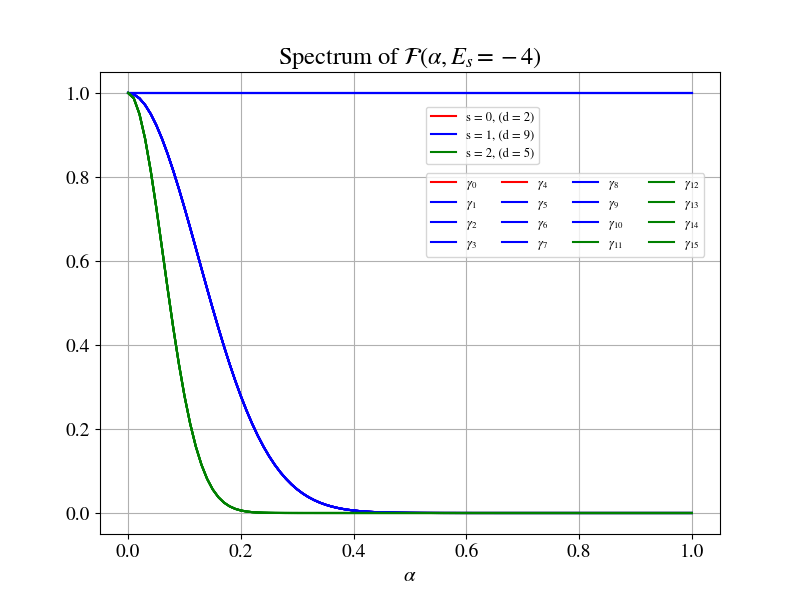 Spectrum of $\mathcal{F}(\alpha, E_s = -4)$
1.0
0.8
0.6
0.4
0.2
0.0
s = 0, (d = 2)
s = 1, (d = 9)
s = 2, (d = 5)
γ₀ γ₄ γ₈ γ₁₂
γ₁ γ₅ γ₉ γ₁₃
γ₂ γ₆ γ₁₀ γ₁₄
γ₃ γ₇ γ₁₁ γ₁₅
0.0 0.2 0.4 0.6 0.8 1.0
α